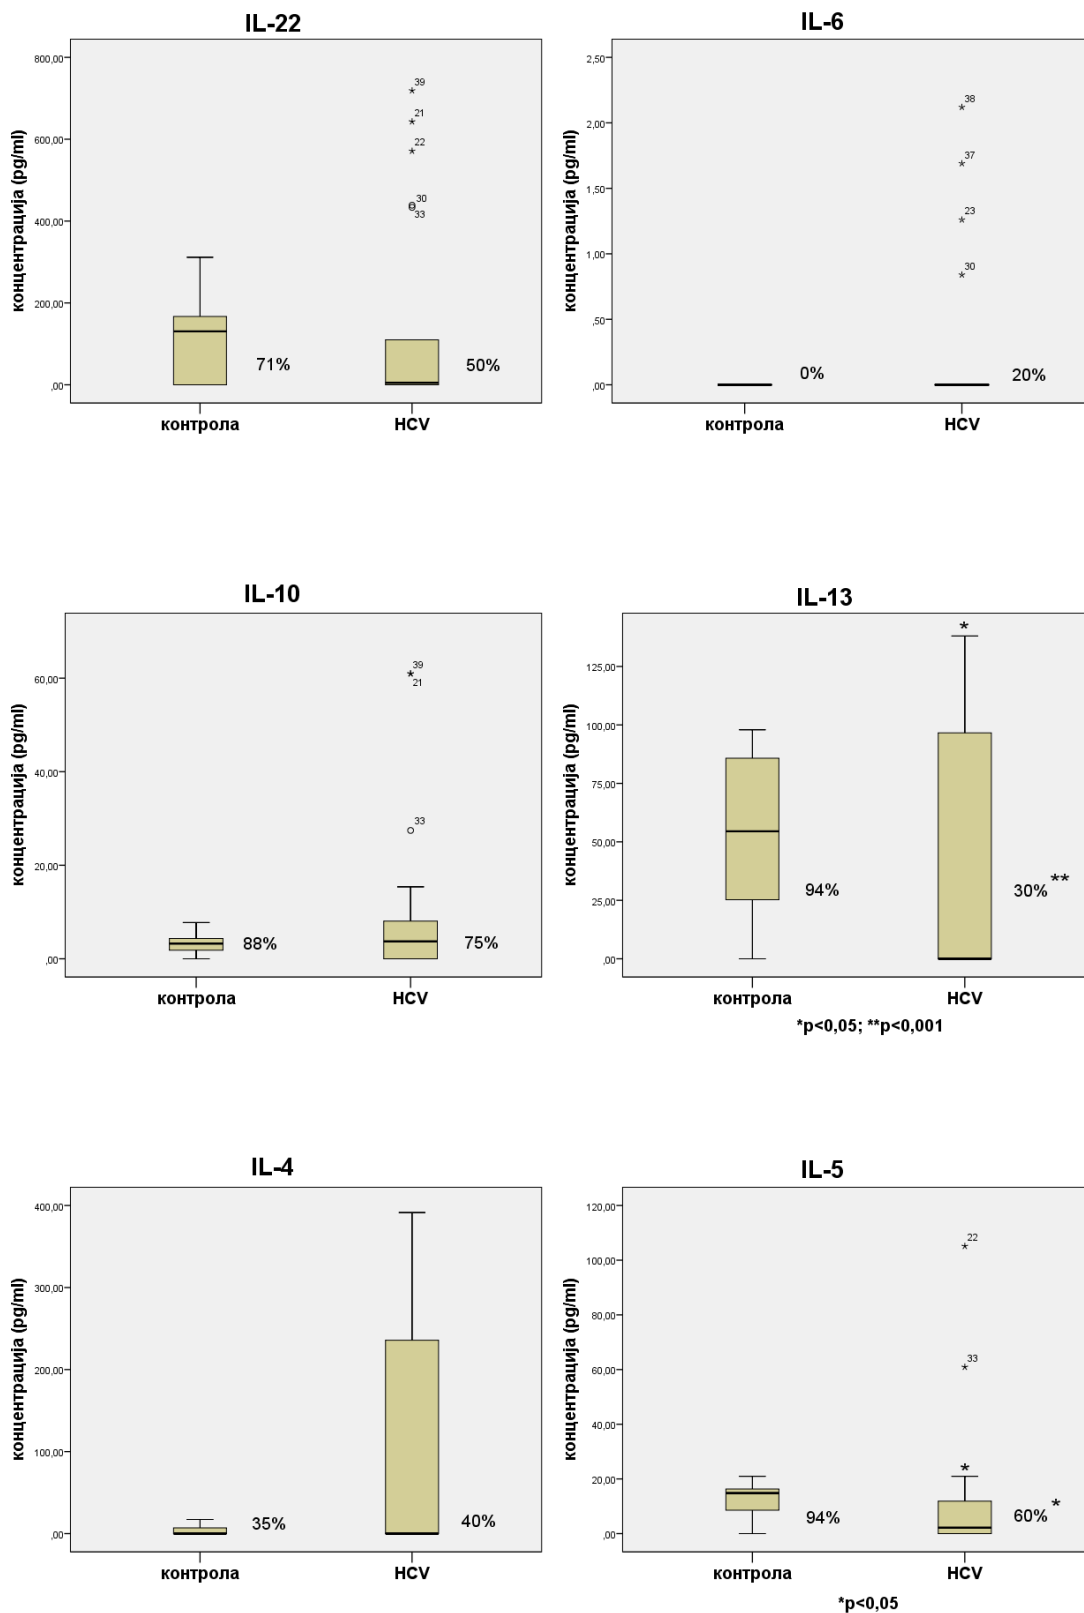 IL-22
концентрација (pg/ml)
800,00
600,00
400,00
200,00
,00
39
21
22
30
33
71%
50%
контрола
HCV
IL-6
концентрација (pg/ml)
2,50
2,00
1,50
1,00
,50
,00
38
37
23
30
0%
20%
контрола
HCV
IL-10
концентрација (pg/ml)
60,00
40,00
20,00
,00
39
21
33
88%
75%
контрола
HCV
IL-13
концентрација (pg/ml)
125,00
100,00
75,00
50,00
25,00
,00
*
94%
30% **
контрола
HCV
*p<0,05; **p<0,001
IL-4
концентрација (pg/ml)
400,00
300,00
200,00
100,00
,00
35%
40%
контрола
HCV
IL-5
концентрација (pg/ml)
120,00
100,00
80,00
60,00
40,00
20,00
,00
22
33
*
94%
60% *
контрола
HCV
*p<0,05